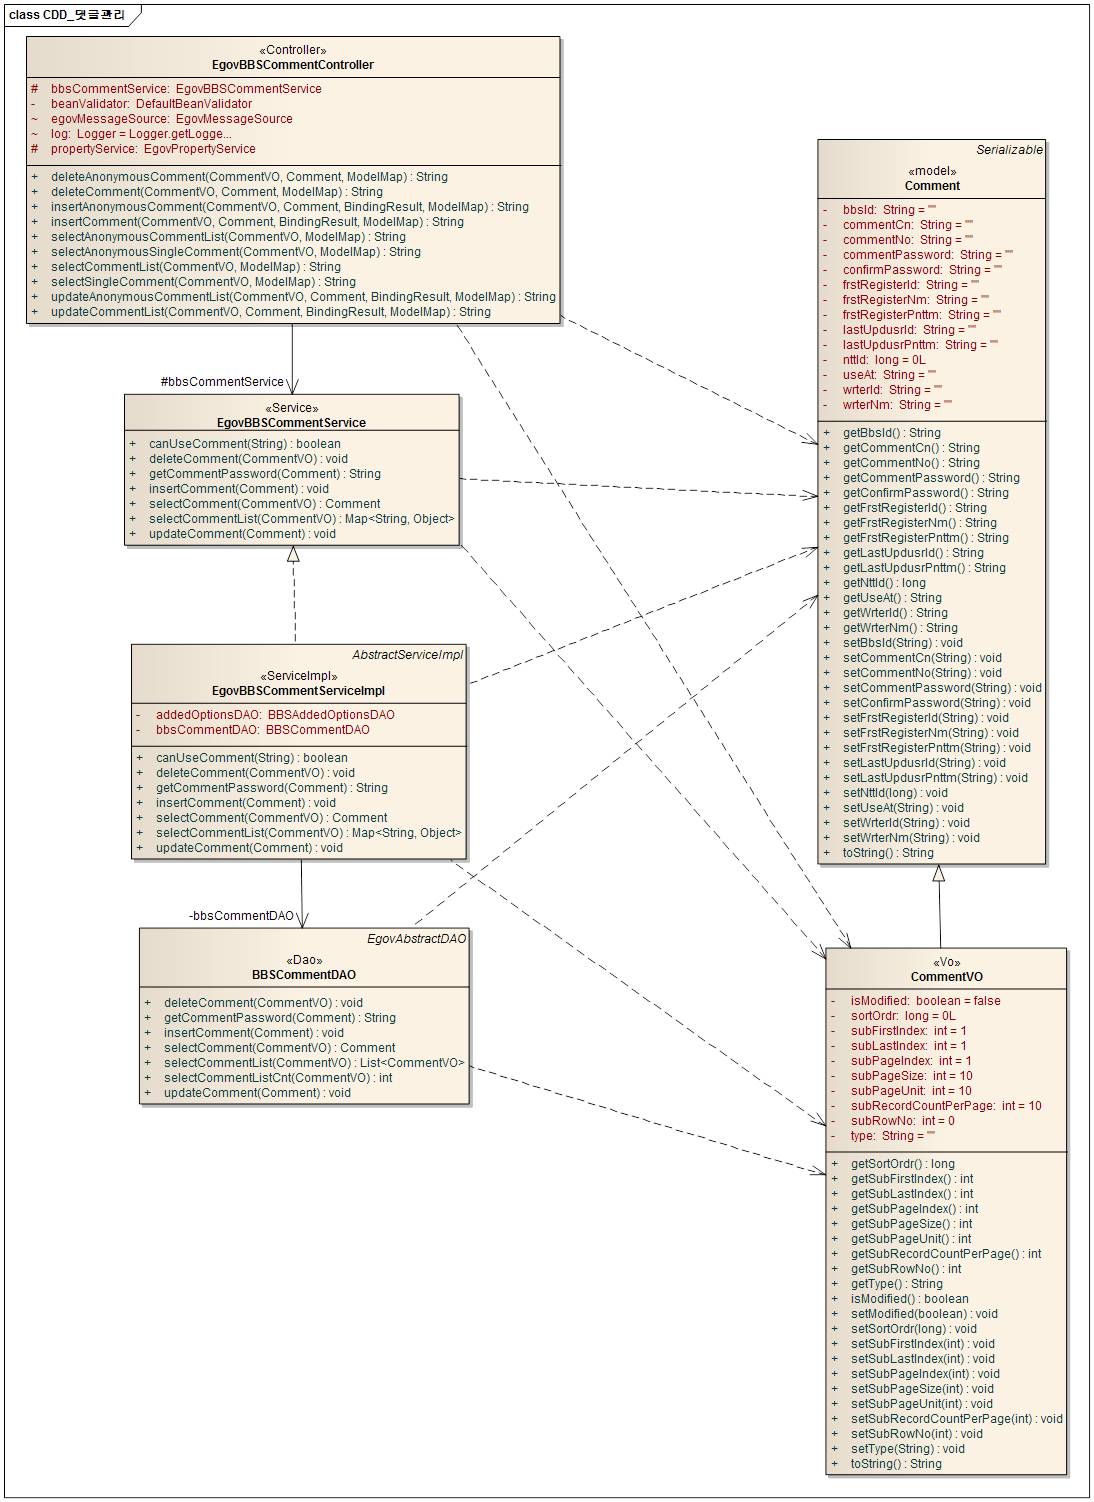 class CDD_댓글관리
«Controller»
EgovBBSCommentController
# bbsCommentService: EgovBBSCommentService
- beanValidator: DefaultBeanValidator
~ egovMessageSource: EgovMessageSource
~ log: Logger = Logger.getLogge...
# propertyService: EgovPropertyService
+ deleteAnonymousComment(CommentVO, Comment, ModelMap) : String
+ deleteComment(CommentVO, Comment, ModelMap) : String
+ insertAnonymousComment(CommentVO, Comment, BindingResult, ModelMap) : String
+ insertComment(CommentVO, Comment, BindingResult, ModelMap) : String
+ selectAnonymousCommentList(CommentVO, ModelMap) : String
+ selectAnonymousSingleComment(CommentVO, ModelMap) : String
+ selectCommentList(CommentVO, ModelMap) : String
+ selectSingleComment(CommentVO, ModelMap) : String
+ updateAnonymousCommentList(CommentVO, Comment, BindingResult, ModelMap) : String
+ updateCommentList(CommentVO, Comment, BindingResult, ModelMap) : String
#bbsCommentService
«Service»
EgovBBSCommentService
+ canUseComment(String) : boolean
+ deleteComment(CommentVO) : void
+ getCommentPassword(Comment) : String
+ insertComment(Comment) : void
+ selectComment(CommentVO) : Comment
+ selectCommentList(CommentVO) : Map<String, Object>
+ updateComment(Comment) : void
AbstractServiceImpl
«ServiceImpl»
EgovBBSCommentServiceImpl
- addedOptionsDAO: BBSAddedOptionsDAO
- bbsCommentDAO: BBSCommentDAO
+ canUseComment(String) : boolean
+ deleteComment(CommentVO) : void
+ getCommentPassword(Comment) : String
+ insertComment(Comment) : void
+ selectComment(CommentVO) : Comment
+ selectCommentList(CommentVO) : Map<String, Object>
+ updateComment(Comment) : void
-bbsCommentDAO
EgovAbstractDAO
«Dao»
BBSCommentDAO
+ deleteComment(CommentVO) : void
+ getCommentPassword(Comment) : String
+ insertComment(Comment) : void
+ selectComment(CommentVO) : Comment
+ selectCommentList(CommentVO) : List<CommentVO>
+ selectCommentListCnt(CommentVO) : int
+ updateComment(Comment) : void
Serializable
«model»
Comment
- bbsId: String = ""
- commentCn: String = ""
- commentNo: String = ""
- commentPassword: String = ""
- confirmPassword: String = ""
- frstRegisterId: String = ""
- frstRegisterNm: String = ""
- frstRegisterPnttm: String = ""
- lastUpdusrId: String = ""
- lastUpdusrPnttm: String = ""
- nttId: long = 0L
- useAt: String = ""
- wrterId: String = ""
- wrterNm: String = ""
+ getBbsId() : String
+ getCommentCn() : String
+ getCommentNo() : String
+ getCommentPassword() : String
+ getConfirmPassword() : String
+ getFrstRegisterId() : String
+ getFrstRegisterNm() : String
+ getFrstRegisterPnttm() : String
+ getLastUpdusrId() : String
+ getLastUpdusrPnttm() : String
+ getNttId() : long
+ getUseAt() : String
+ getWrterId() : String
+ getWrterNm() : String
+ setBbsId(String) : void
+ setCommentCn(String) : void
+ setCommentNo(String) : void
+ setCommentPassword(String) : void
+ setConfirmPassword(String) : void
+ setFrstRegisterId(String) : void
+ setFrstRegisterNm(String) : void
+ setFrstRegisterPnttm(String) : void
+ setLastUpdusrId(String) : void
+ setLastUpdusrPnttm(String) : void
+ setNttId(long) : void
+ setUseAt(String) : void
+ setWrterId(String) : void
+ setWrterNm(String) : void
+ toString() : String
«Vo»
CommentVO
- isModified: boolean = false
- sortOrdr: long = 0L
- subFirstIndex: int = 1
- subLastIndex: int = 1
- subPageIndex: int = 1
- subPageSize: int = 10
- subPageUnit: int = 10
- subRecordCountPerPage: int = 10
- subRowNo: int = 0
- type: String = ""
+ getSortOrdr() : long
+ getSubFirstIndex() : int
+ getSubLastIndex() : int
+ getSubPageIndex() : int
+ getSubPageSize() : int
+ getSubPageUnit() : int
+ getSubRecordCountPerPage() : int
+ getSubRowNo() : int
+ getType() : String
+ isModified() : boolean
+ setModified(boolean) : void
+ setSortOrdr(long) : void
+ setSubFirstIndex(int) : void
+ setSubLastIndex(int) : void
+ setSubPageIndex(int) : void
+ setSubPageSize(int) : void
+ setSubPageUnit(int) : void
+ setSubRecordCountPerPage(int) : void
+ setSubRowNo(int) : void
+ setType(String) : void
+ toString() : String